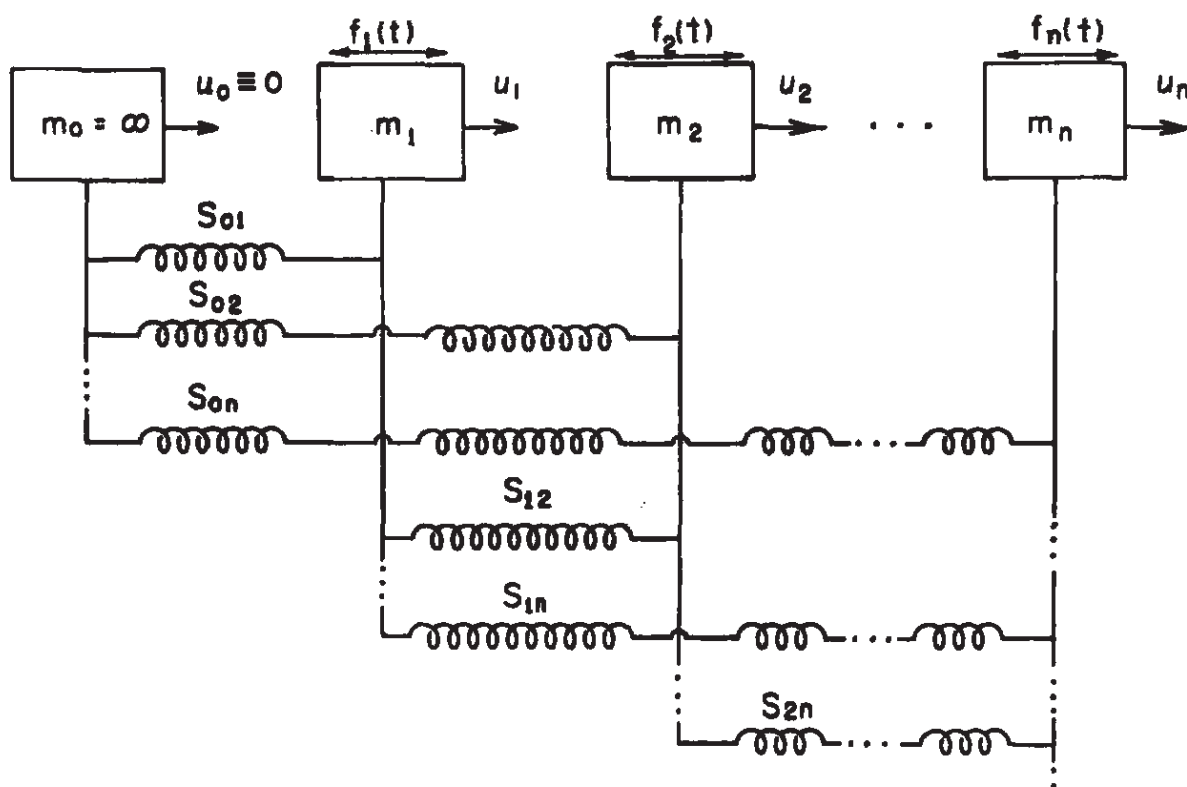 f₁(t) f₂(t) fₙ(t)
u₀ ≡ 0 u₁ u₂ uₙ
m₀ = ∞ m₁ m₂ · · · mₙ
S₀₁
S₀₂
S₀ₙ
S₁₂
S₁ₙ
S₂ₙ